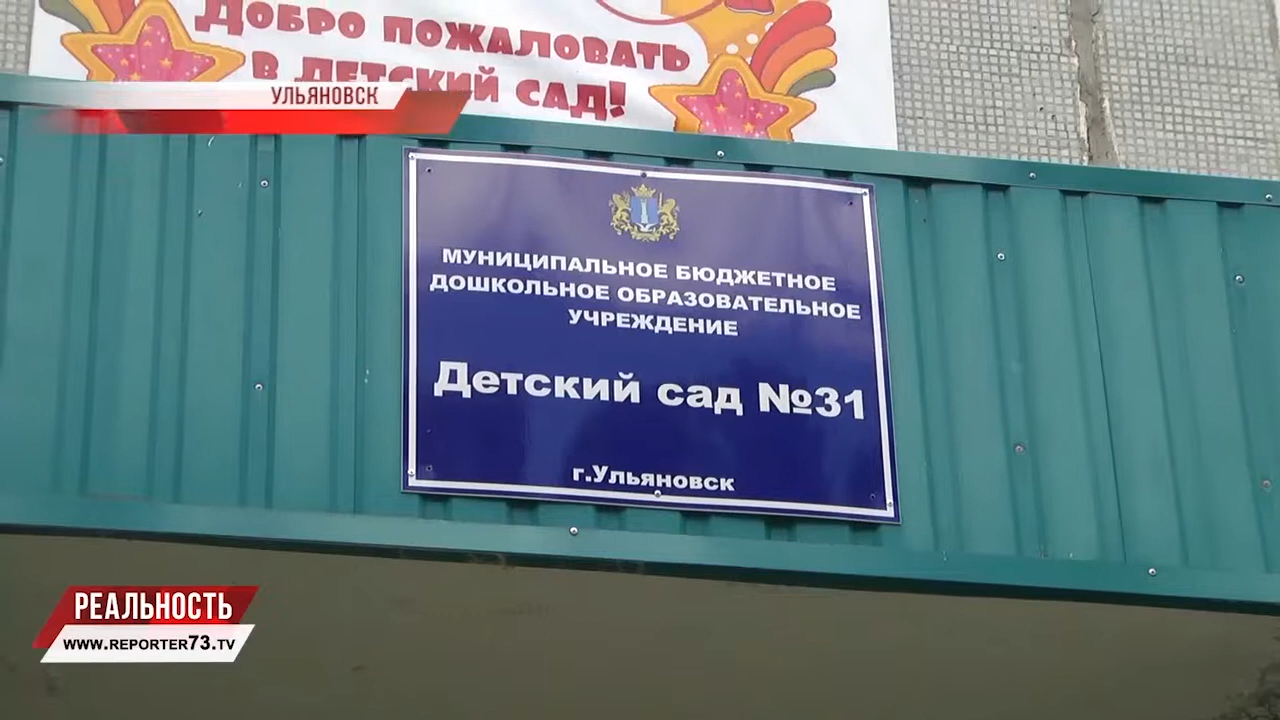 Добро пожаловать
в детский сад!
УЛЬЯНОВСК
МУНИЦИПАЛЬНОЕ БЮДЖЕТНОЕ
ДОШКОЛЬНОЕ ОБРАЗОВАТЕЛЬНОЕ
УЧРЕЖДЕНИЕ
Детский сад №31
г.Ульяновск
РЕАЛЬНОСТЬ
WWW.REPORTER73.TV